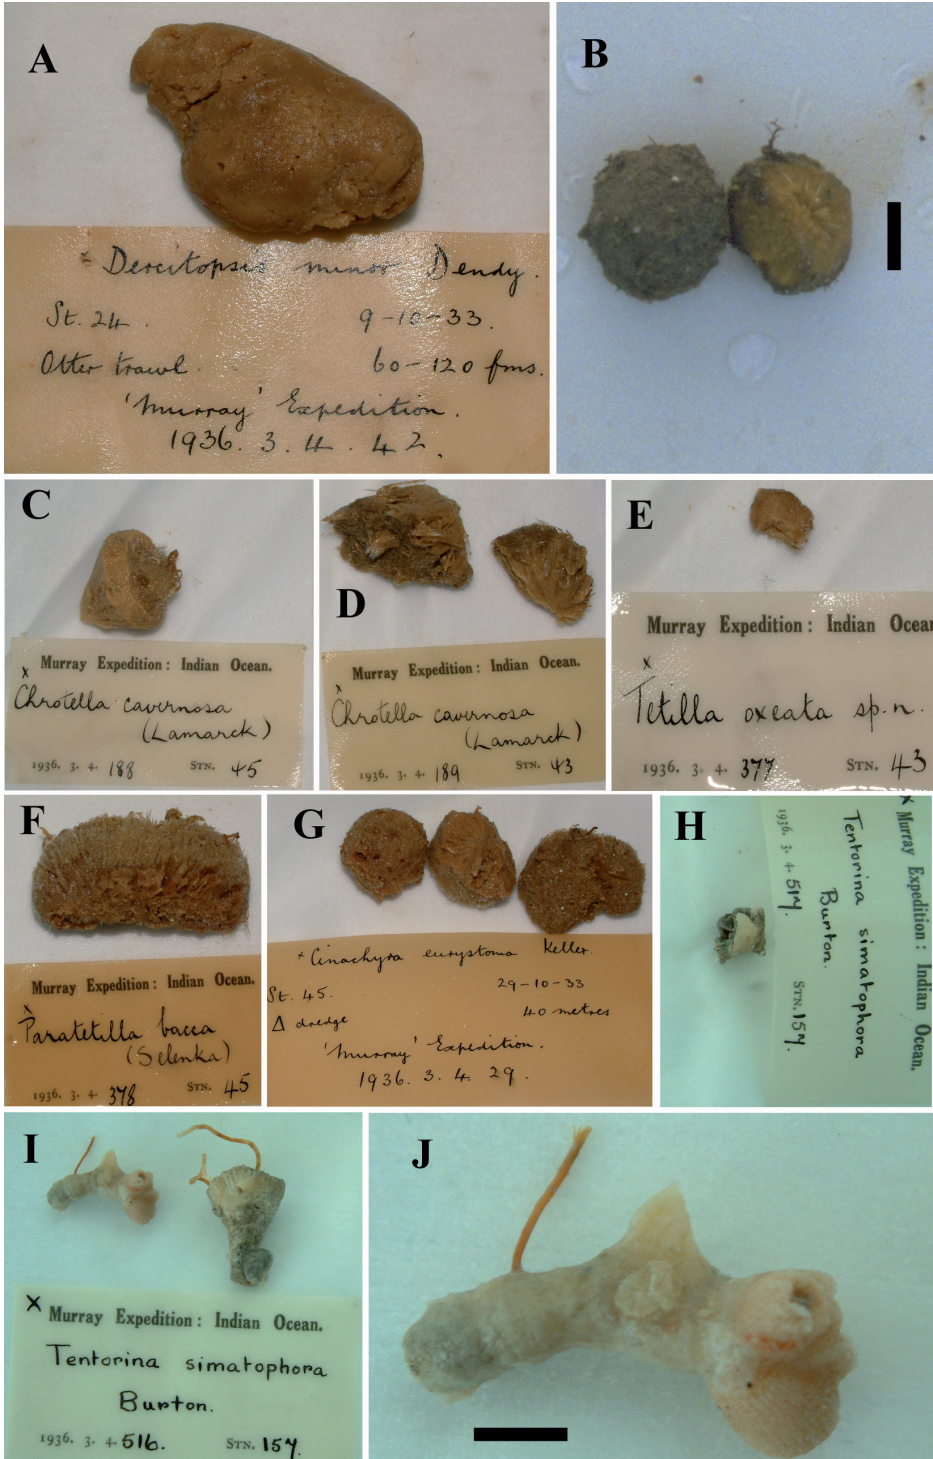 A
× Dercitopsis minor Dendy.
St. 24.
9-10-33.
Otter trawl.
60-120 fms.
'Murray' Expedition.
1936. 3. 4. 42.
B
C
Murray Expedition: Indian Ocean.
x
Chrotella cavernosa
(Lamarck)
1936. 3. 4. 188
STN. 45
D
Murray Expedition: Indian Ocean.
x
Chrotella cavernosa
(Lamarck)
1936. 3. 4. 189
STN. 43
E
Murray Expedition: Indian Ocean
x
Tetilla oxeata sp.n.
1936. 3. 4. 377
STN. 43
F
Murray Expedition: Indian Ocean.
x
Paratetilla bacca
(Selenka)
1936. 3. 4. 378
STN. 45
G
× Cinachyra eurystoma Keller.
St. 45.
29-10-33
Δ dredge
40 metres
'Murray' Expedition.
1936. 3. 4. 29.
H
X Murray Expedition: Indian Ocean.
Tentorina simatophora
Burton.
1936. 3. 4. 517.
STN. 157.
I
X Murray Expedition: Indian Ocean.
Tentorina simatophora
Burton.
1936. 3. 4. 516.
STN. 157.
J